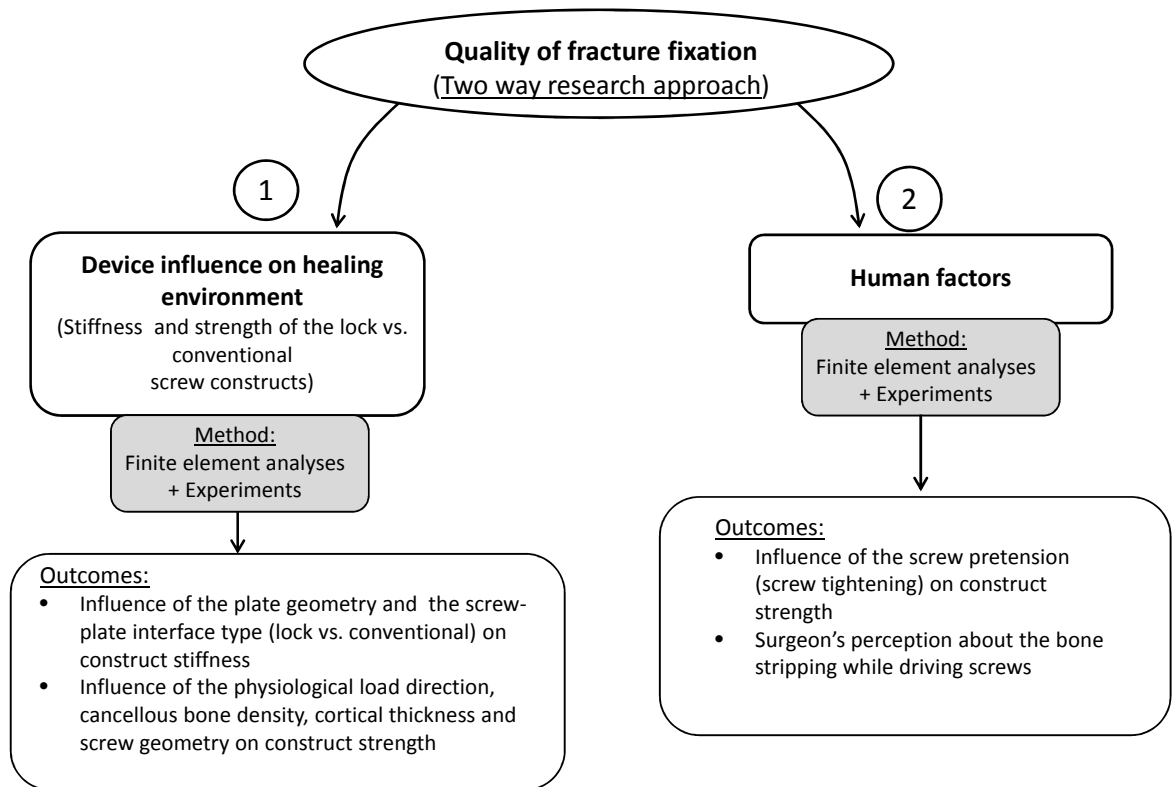 Quality of fracture fixation
(Two way research approach)
1
Device influence on healing
environment
(Stiffness and strength of the lock vs.
conventional
screw constructs)
Method:
Finite element analyses
+ Experiments
Outcomes:
• Influence of the plate geometry and the screw-
plate interface type (lock vs. conventional) on
construct stiffness
• Influence of the physiological load direction,
cancellous bone density, cortical thickness and
screw geometry on construct strength
2
Human factors
Method:
Finite element analyses
+ Experiments
Outcomes:
• Influence of the screw pretension
(screw tightening) on construct
strength
• Surgeon's perception about the bone
stripping while driving screws